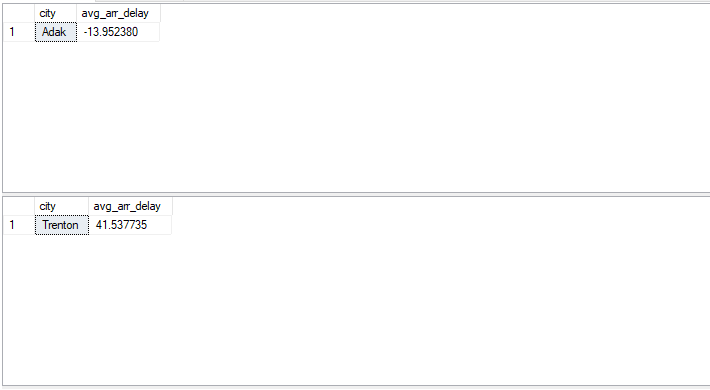 city avg_arr_delay
1 Adak -13.952380
city avg_arr_delay
1 Trenton 41.537735